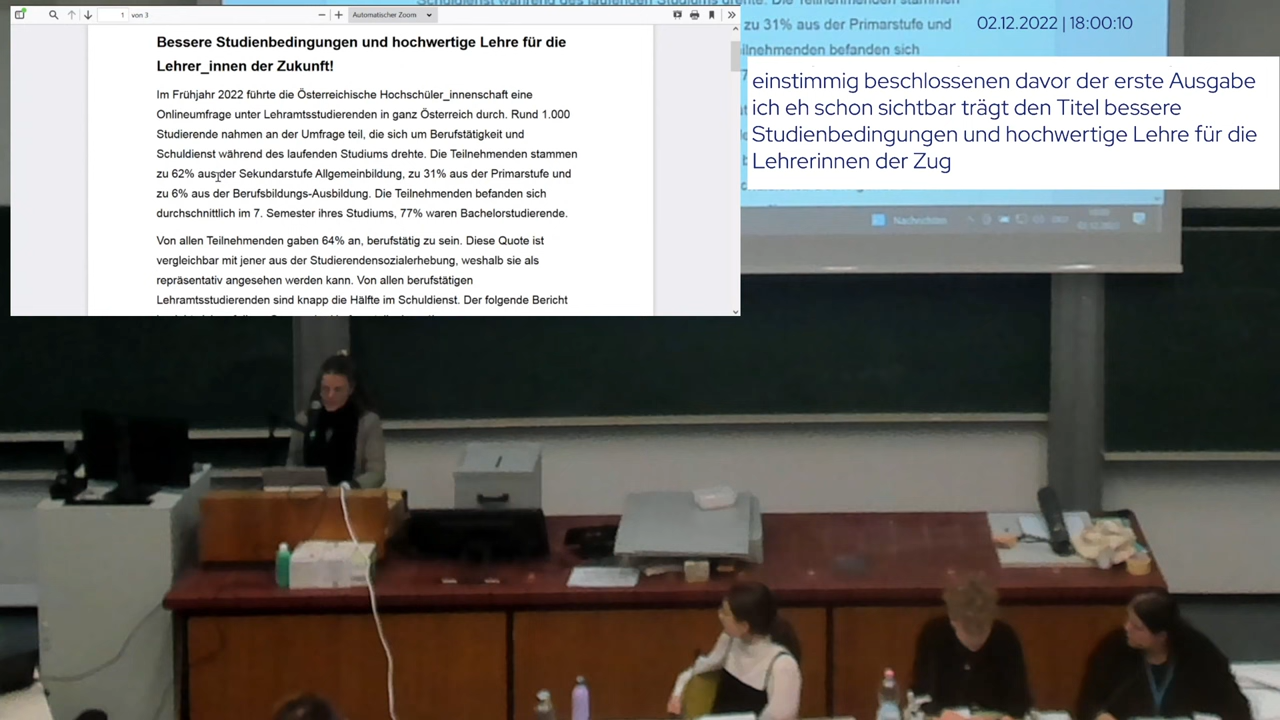 1 von 3
Automatischer Zoom
Bessere Studienbedingungen und hochwertige Lehre für die
Lehrer_innen der Zukunft!
Im Frühjahr 2022 führte die Österreichische Hochschüler_innenschaft eine
Onlineumfrage unter Lehramtsstudierenden in ganz Österreich durch. Rund 1.000
Studierende nahmen an der Umfrage teil, die sich um Berufstätigkeit und
Schuldienst während des laufenden Studiums drehte. Die Teilnehmenden stammen
zu 62% aus der Sekundarstufe Allgemeinbildung, zu 31% aus der Primarstufe und
zu 6% aus der Berufsbildungs-Ausbildung. Die Teilnehmenden befanden sich
durchschnittlich im 7. Semester ihres Studiums, 77% waren Bachelorstudierende.
Von allen Teilnehmenden gaben 64% an, berufstätig zu sein. Diese Quote ist
vergleichbar mit jener aus der Studierendensozialerhebung, weshalb sie als
repräsentativ angesehen werden kann. Von allen berufstätigen
Lehramtsstudierenden sind knapp die Hälfte im Schuldienst. Der folgende Bericht
zu 31% aus der Primarstufe und
ilnehmenden befanden sich
02.12.2022 | 18:00:10
einstimmig beschlossenen davor der erste Ausgabe
ich eh schon sichtbar trägt den Titel bessere
Studienbedingungen und hochwertige Lehre für die
Lehrerinnen der Zug
Nachrichten